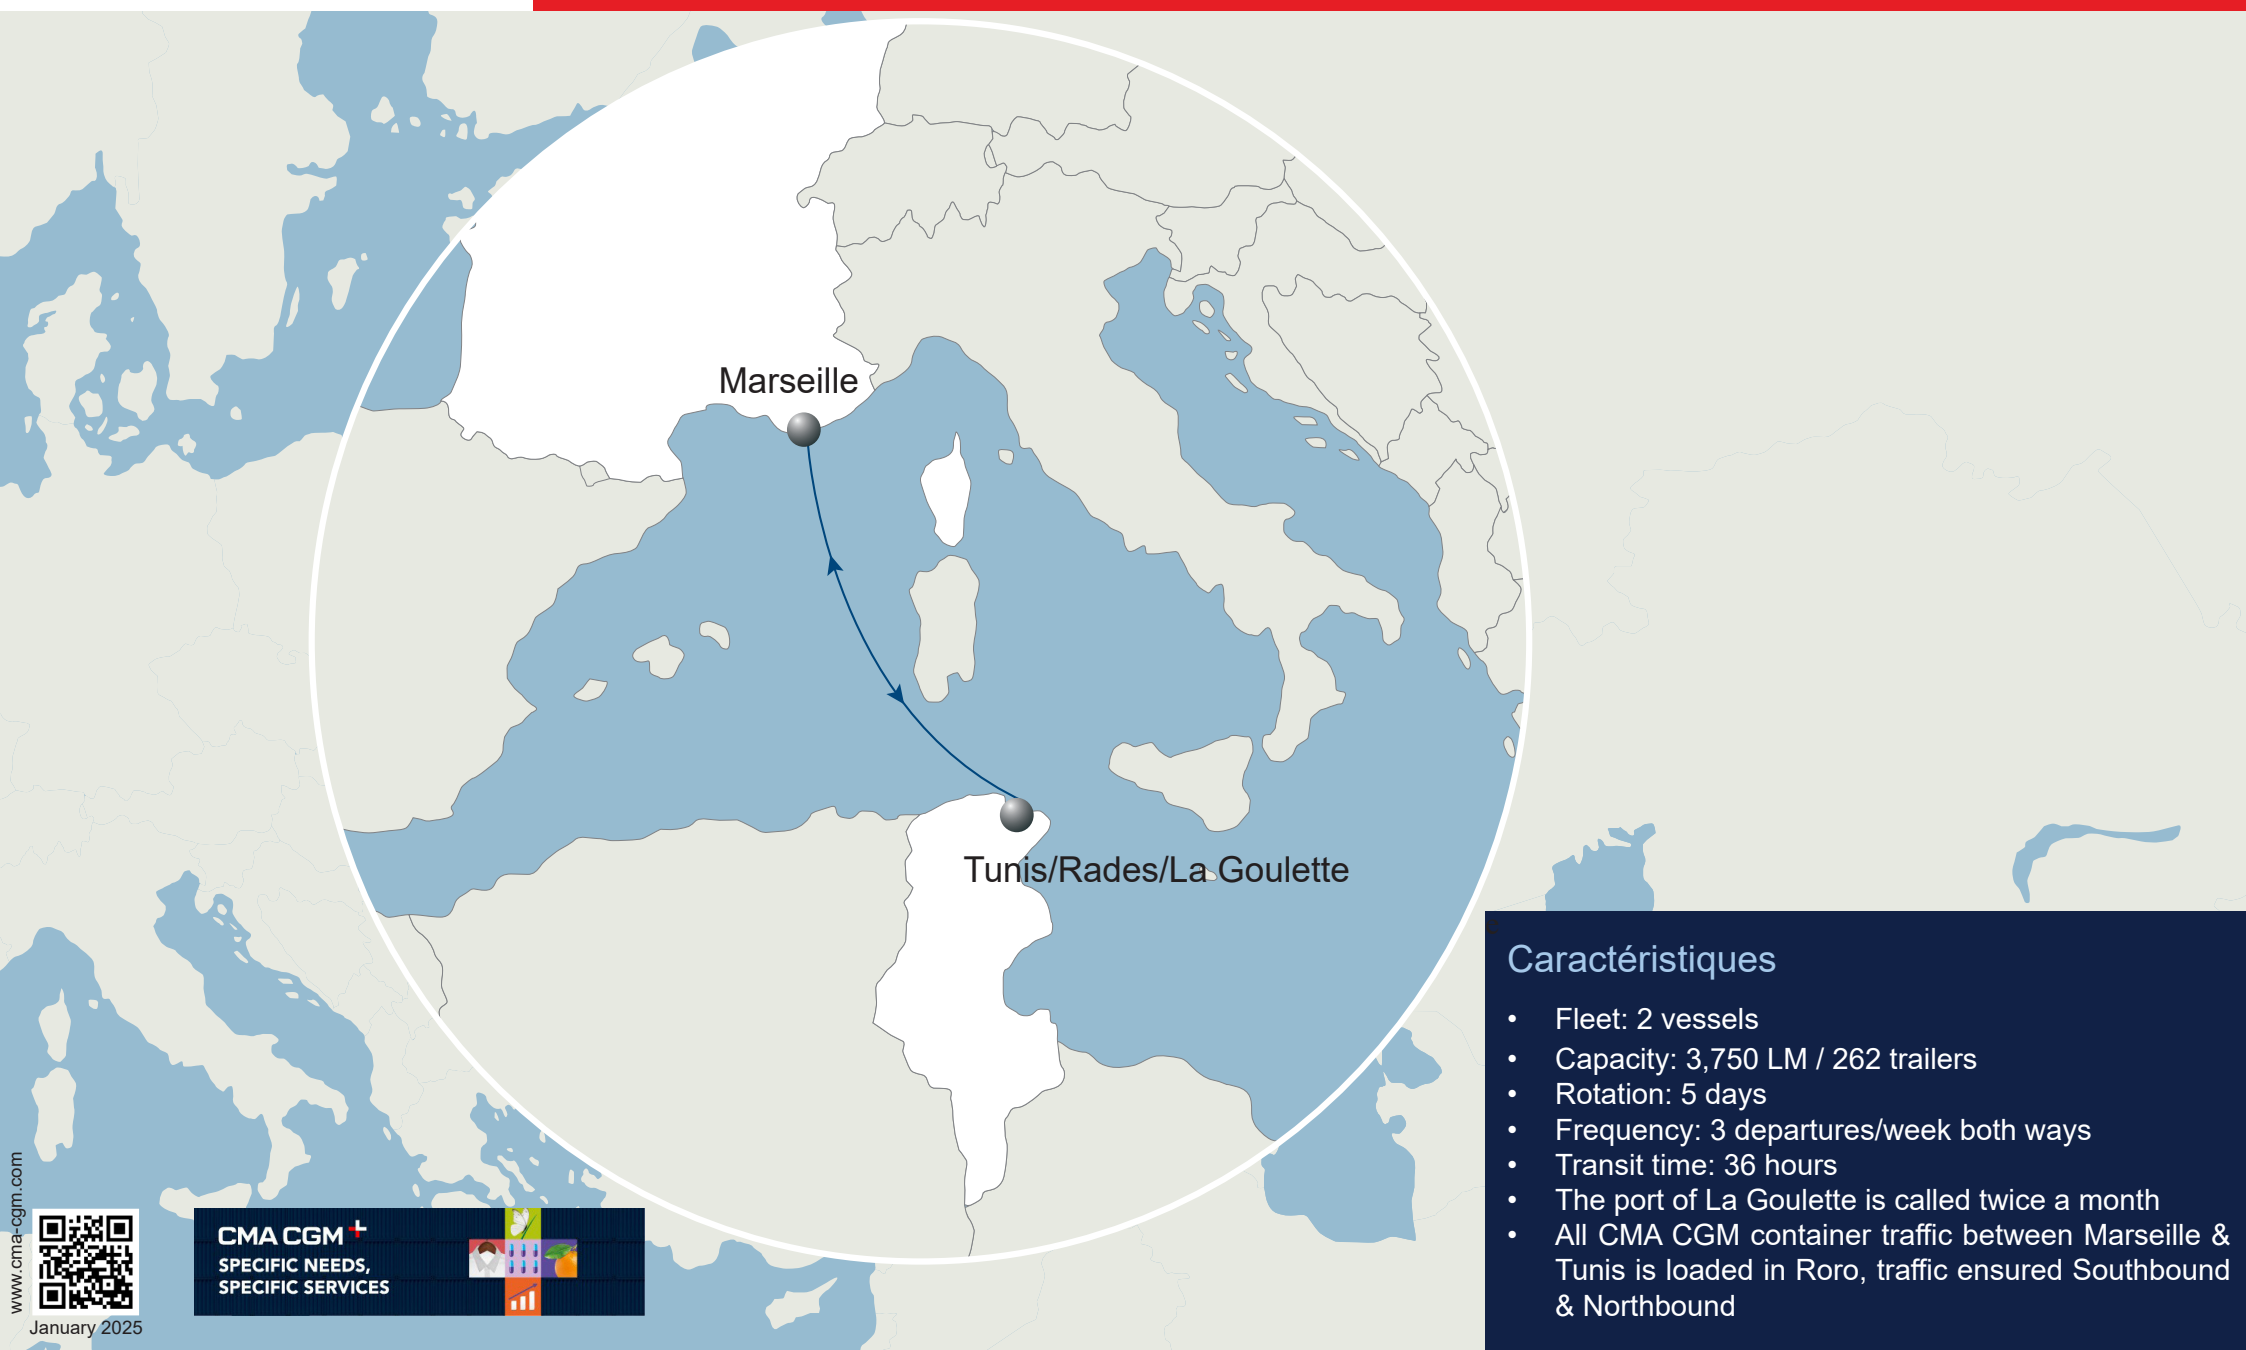 Marseille
Tunis/Rades/La Goulette
Caractéristiques
• Fleet: 2 vessels
• Capacity: 3,750 LM / 262 trailers
• Rotation: 5 days
• Frequency: 3 departures/week both ways
• Transit time: 36 hours
• The port of La Goulette is called twice a month
• All CMA CGM container traffic between Marseille &
Tunis is loaded in Roro, traffic ensured Southbound
& Northbound
www.cma-cgm.com
January 2025
CMA CGM +
SPECIFIC NEEDS,
SPECIFIC SERVICES